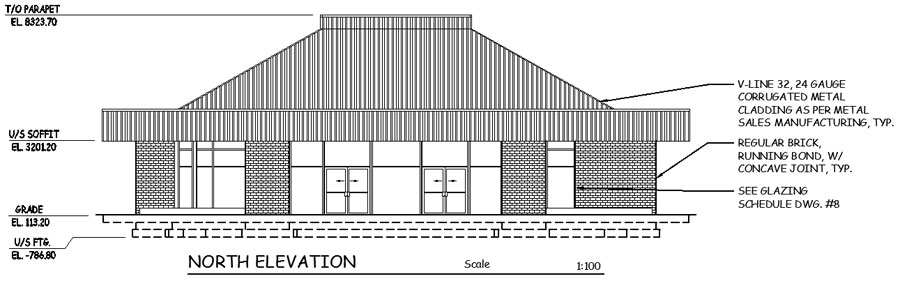 T/O PARAPET
EL. 8323.70
U/S SOFFIT
EL. 3201.20
GRADE
EL. 113.20
U/S FTG.
EL. -786.80
V-LINE 32, 24 GAUGE
CORRUGATED METAL
CLADDING AS PER METAL
SALES MANUFACTURING, TYP.
REGULAR BRICK,
RUNNING BOND, W/
CONCAVE JOINT, TYP.
SEE GLAZING
SCHEDULE DWG. #8
NORTH ELEVATION
Scale
1:100